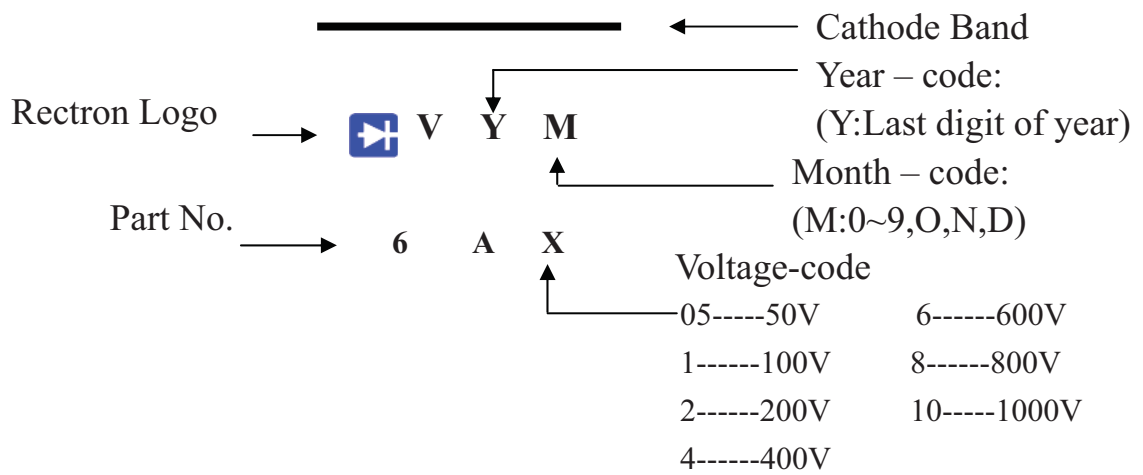 Cathode Band
Year – code:
(Y:Last digit of year)
Rectron Logo
V Y M
Month – code:
(M:0~9,O,N,D)
Part No.
6 A X
Voltage-code
05-----50V 6------600V
1------100V 8------800V
2------200V 10-----1000V
4------400V